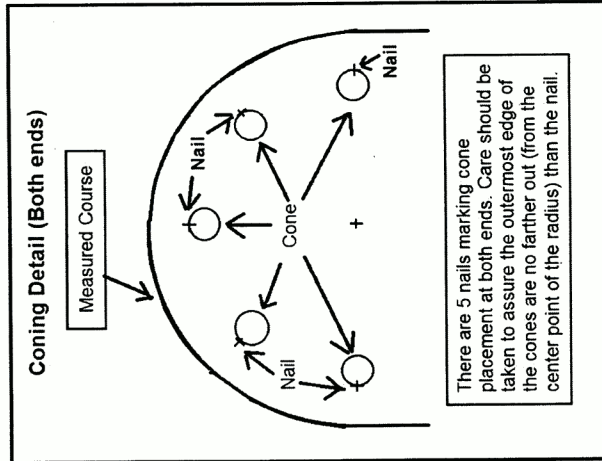 Coning Detail (Both ends)
Measured Course
Nail
Nail
Cone
Nail
There are 5 nails marking cone
placement at both ends. Care should be
taken to assure the outermost edge of
the cones are no farther out (from the
center point of the radius) than the nail.